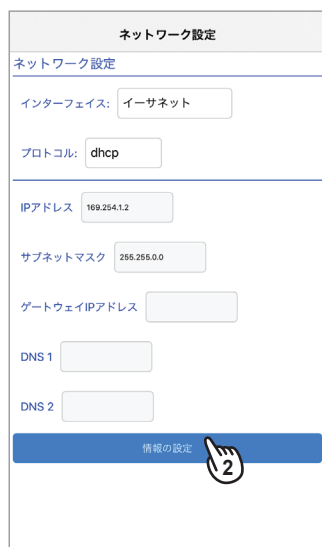 ネットワーク設定
ネットワーク設定
インターフェイス: イーサネット
プロトコル: dhcp
IPアドレス 169.254.1.2
サブネットマスク 255.255.0.0
ゲートウェイIPアドレス
DNS 1
DNS 2
情報の設定
2